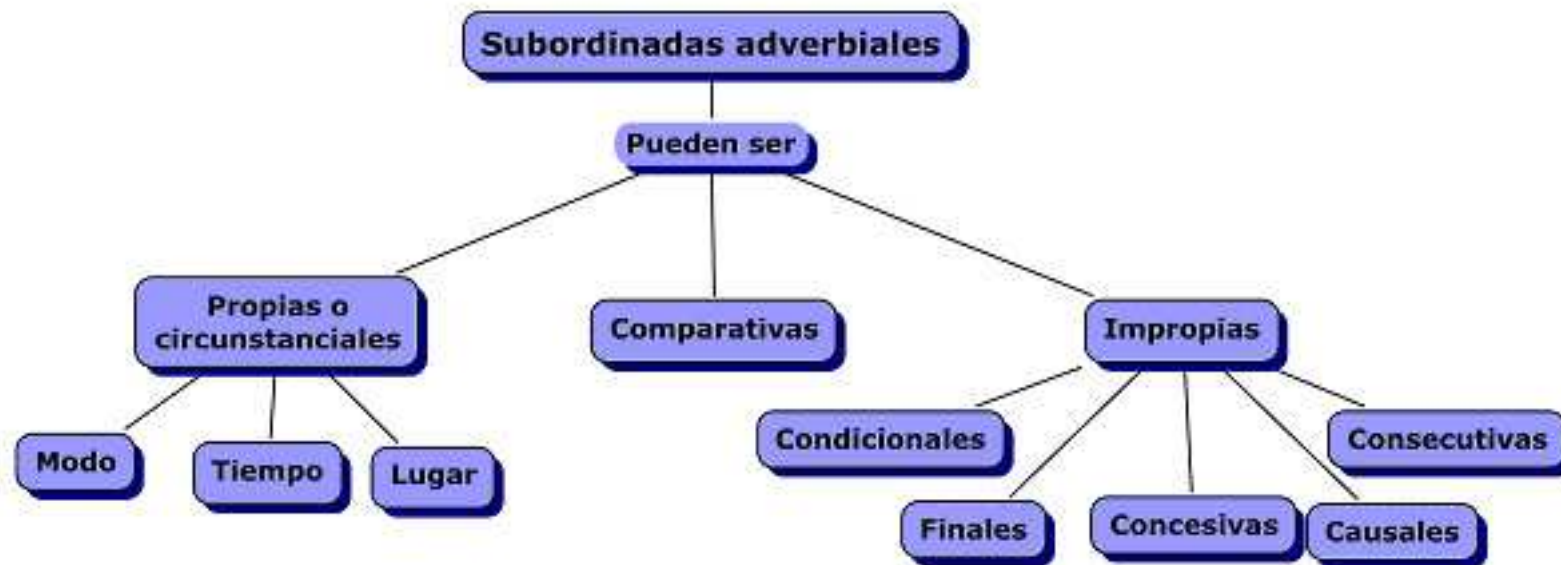 Subordinadas adverbiales
Pueden ser
Propias o
circunstanciales
Comparativas
Impropias
Modo
Tiempo
Lugar
Condicionales
Consecutivas
Finales
Concesivas
Causales